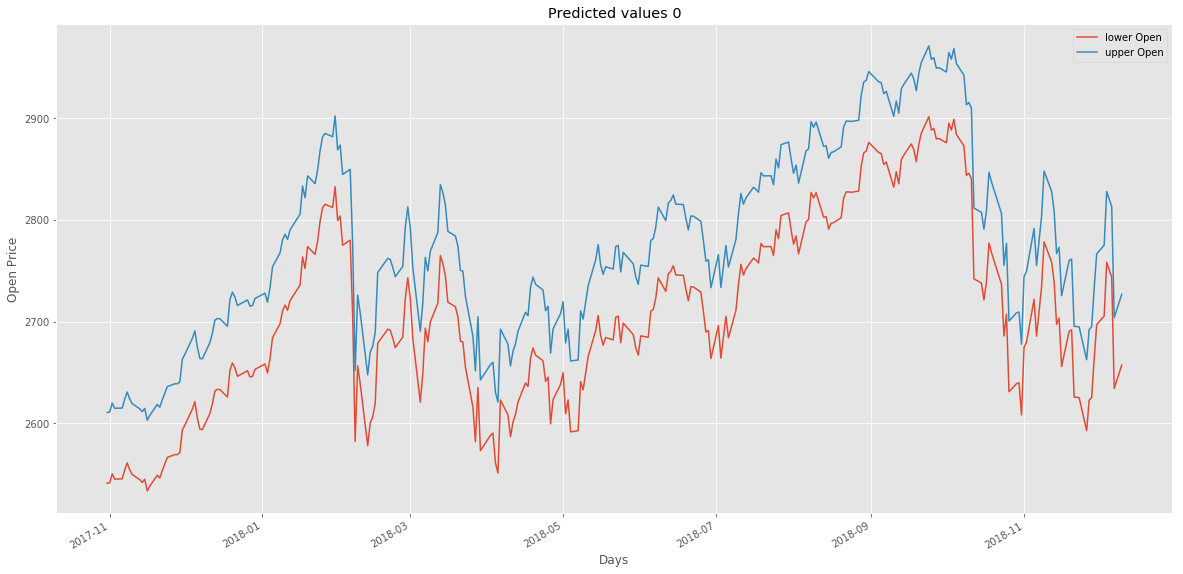 Predicted values 0
lower Open
upper Open
Open Price
2900
2800
2700
2600
2017-11
2018-01
2018-03
2018-05
2018-07
2018-09
2018-11
Days